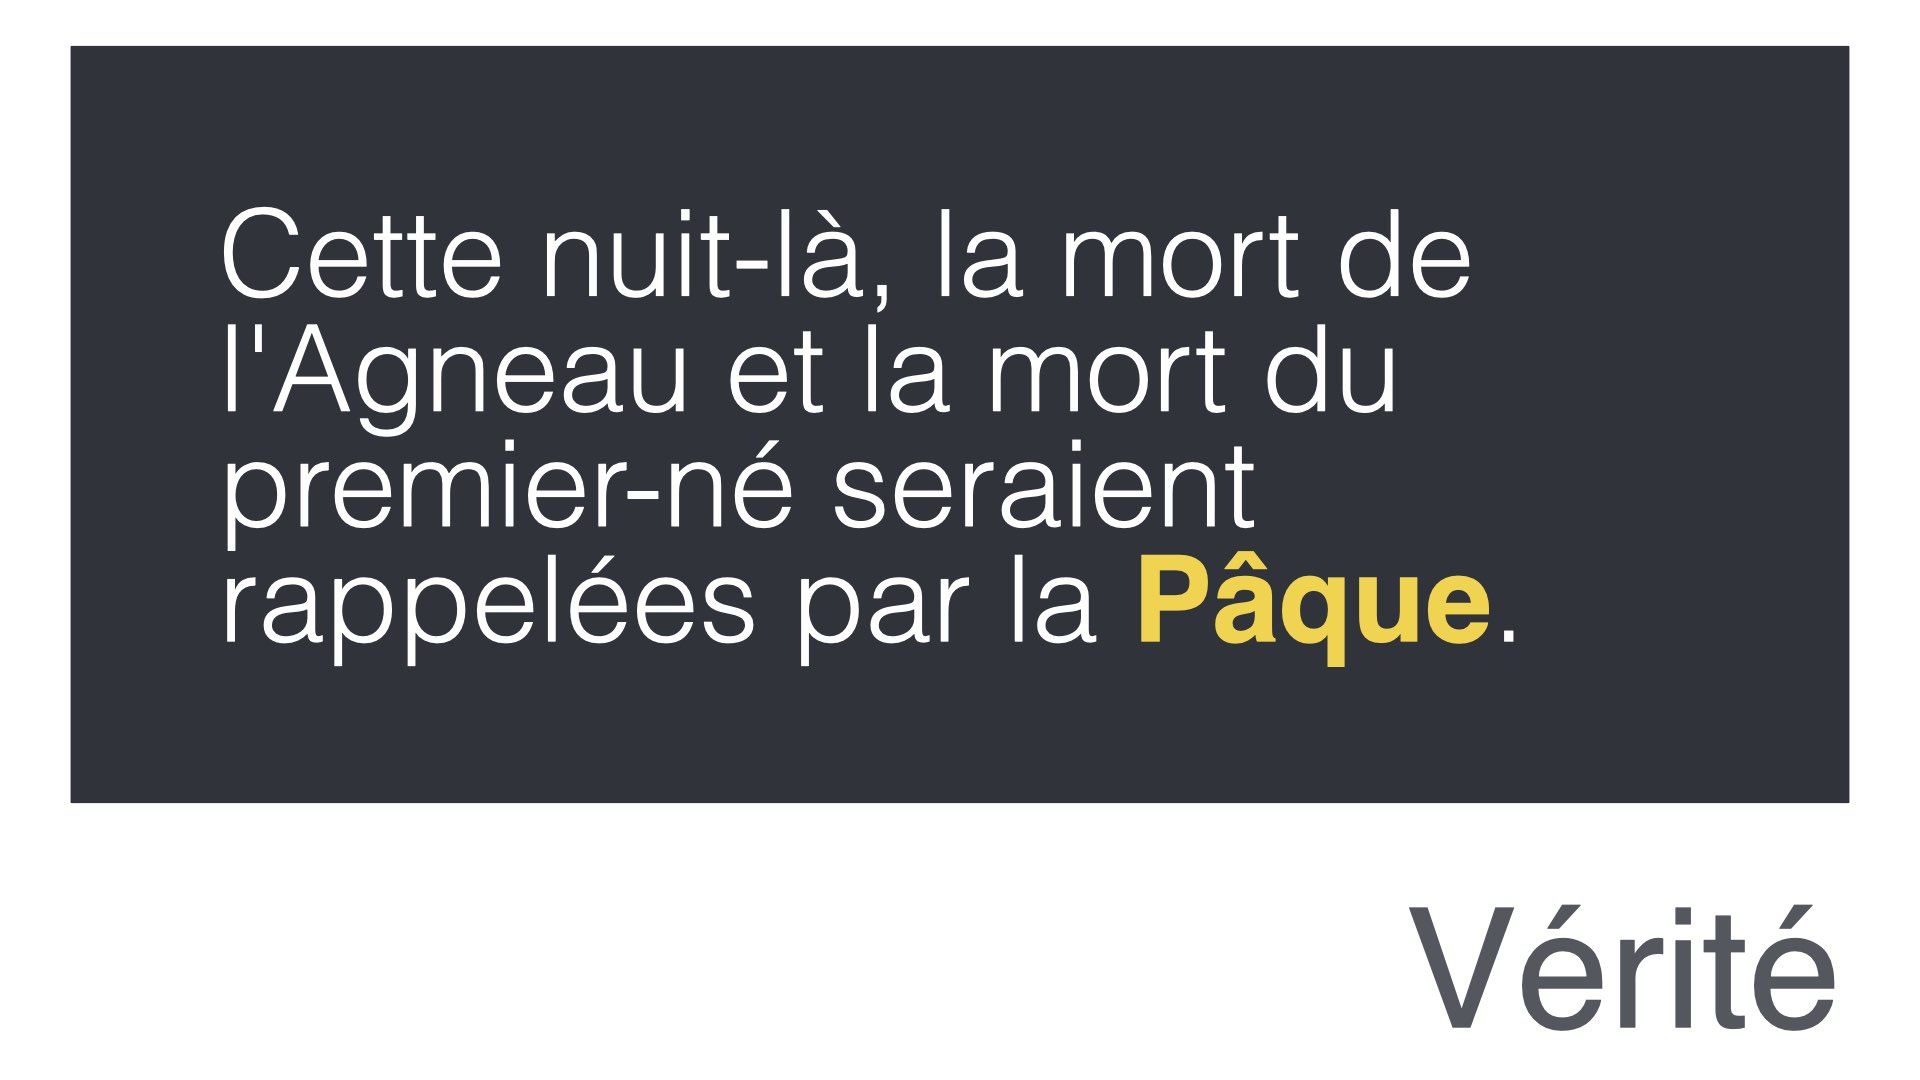 Cette nuit-là, la mort de
l'Agneau et la mort du
premier-né seraient
rappelées par la Pâque.
Vérité